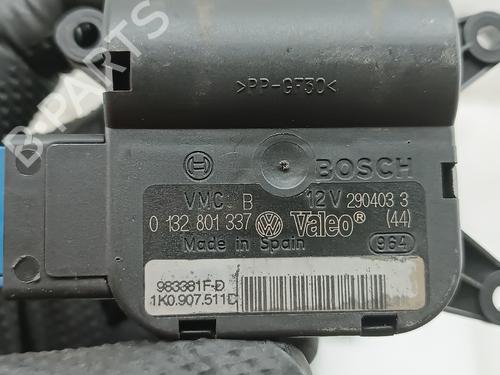 >PP-GF30<
BOSCH
VMC B 12V 290403 3
0 132 801 337 Valeo® (44)
Made in Spain 964
983381F-D
1K0.907.511D